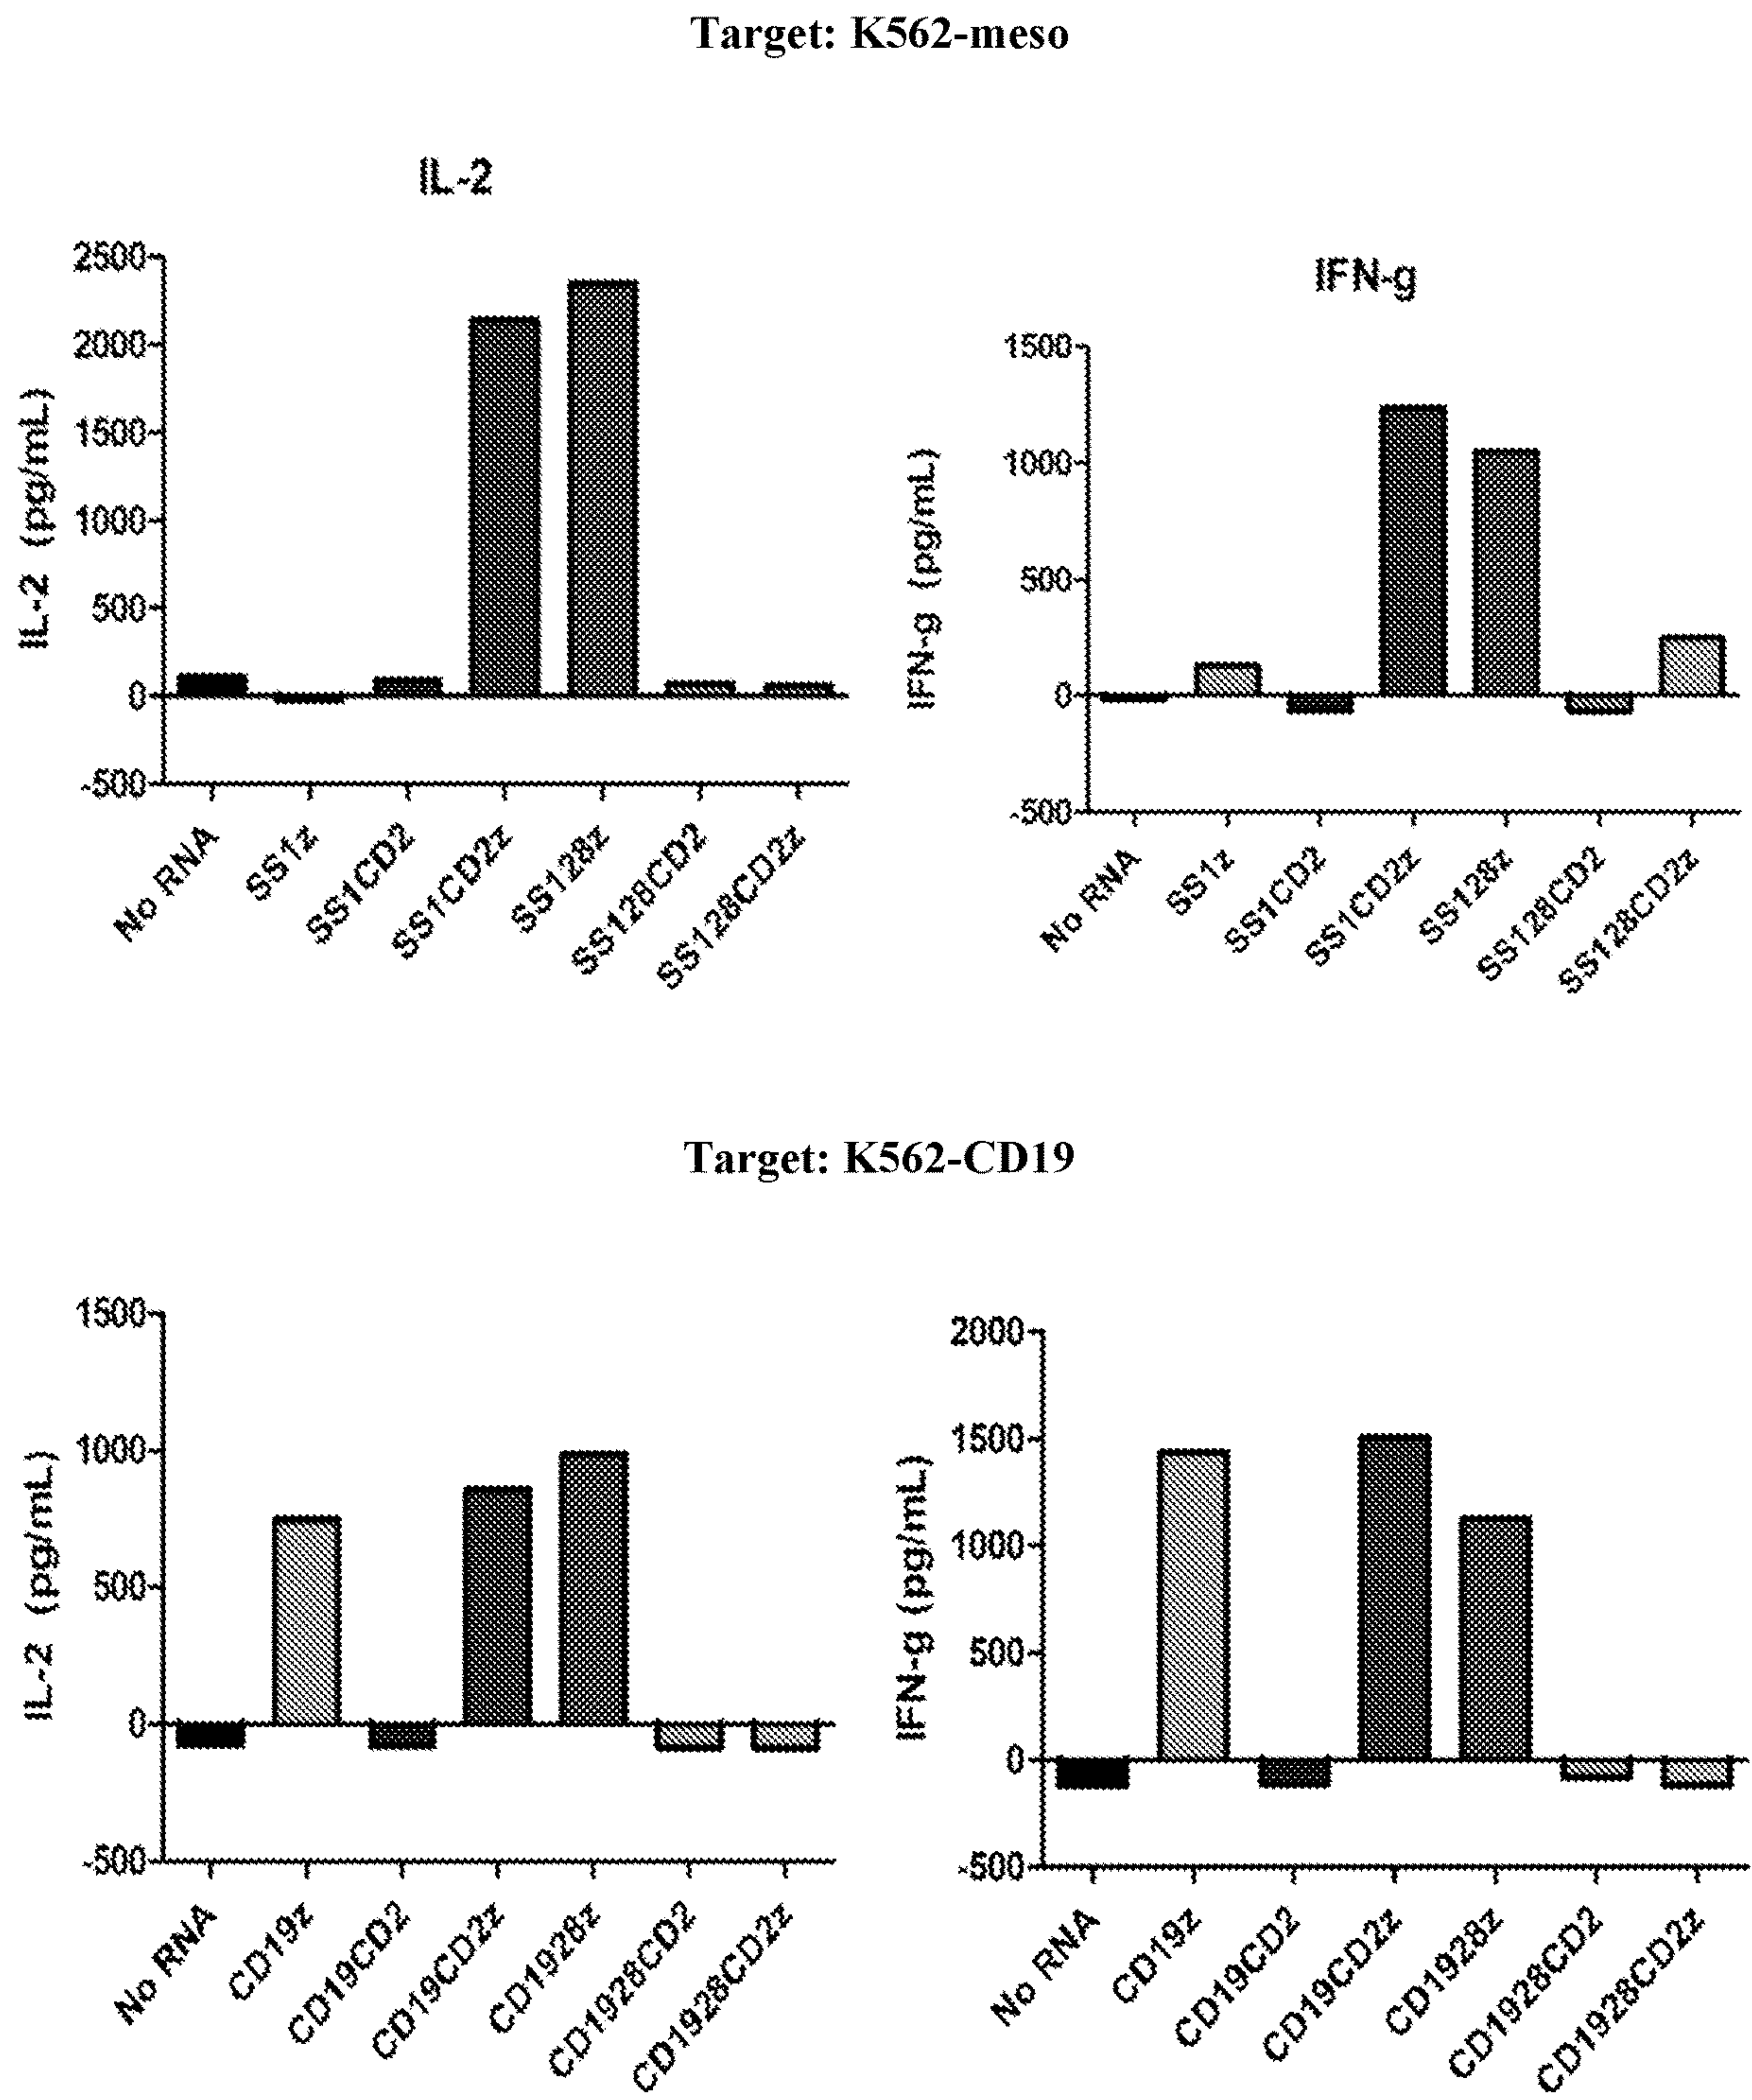 Target: K562-meso
IL-2
IL-2 (pg/mL)
2500
2000
1500
1000
500
0
-500
No RNA
SS1z
SS1CD2
SS1CD2z
SS128z
SS128CD2
SS128CD2z
IFN-g
IFN-g (pg/mL)
1500
1000
500
0
-500
No RNA
SS1z
SS1CD2
SS1CD2z
SS128z
SS128CD2
SS128CD2z
Target: K562-CD19
IL-2 (pg/mL)
1500
1000
500
0
-500
No RNA
CD19z
CD19CD2
CD19CD2z
CD1928z
CD1928CD2
CD1928CD2z
IFN-g (pg/mL)
2000
1500
1000
500
0
-500
No RNA
CD19z
CD19CD2
CD19CD2z
CD1928z
CD1928CD2
CD1928CD2z